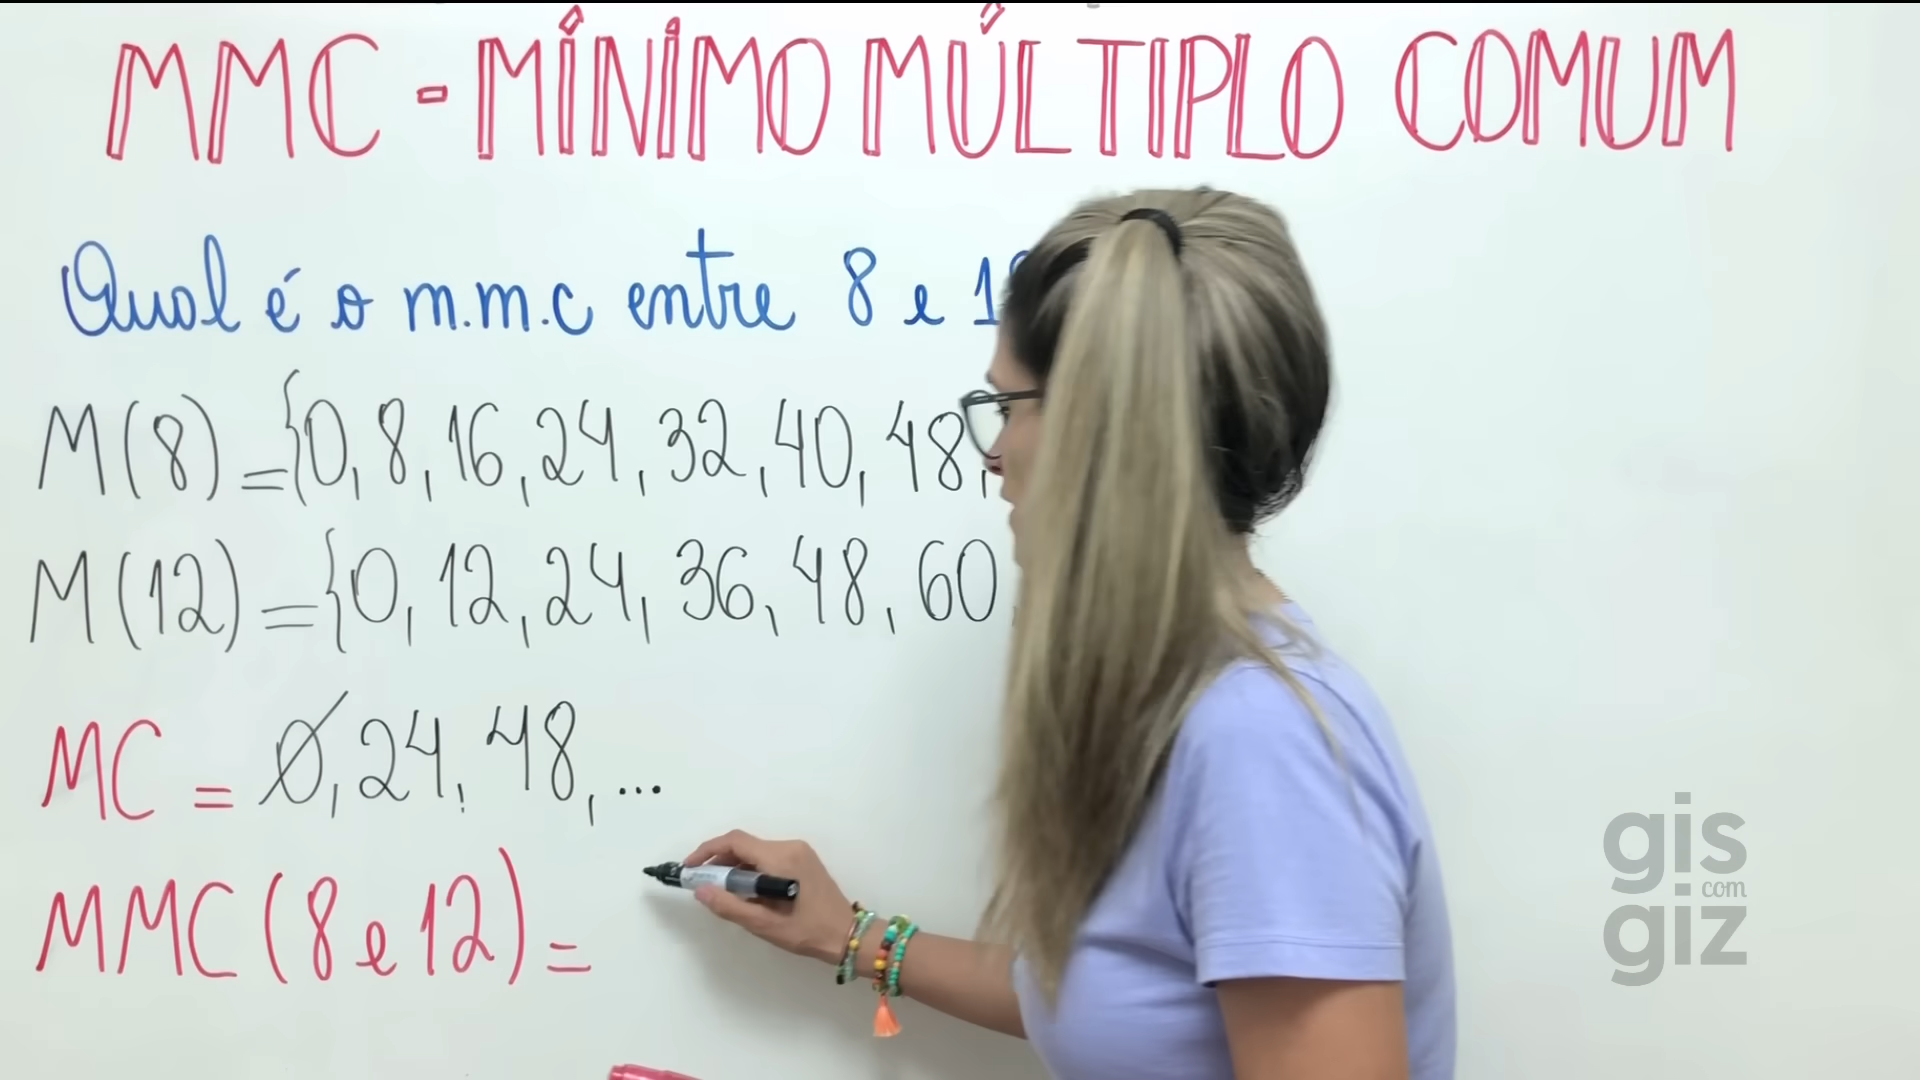 MMC - MÍNIMO MÚLTIPLO COMUM
Qual é o m.m.c entre 8 e
M(8) = {0, 8, 16, 24, 32, 40, 48,
M(12) = {0, 12, 24, 36, 48, 60,
MC = 0, 24, 48, ...
MMC (8 e 12) =
gis
com
giz